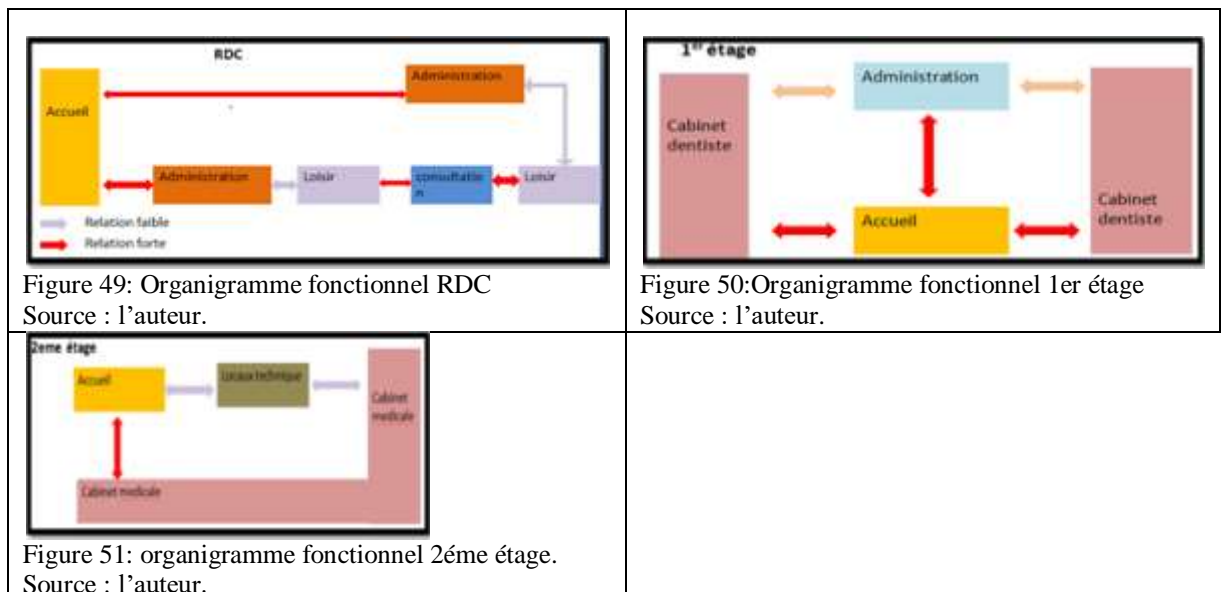 RDC
Administration
Accueil
Administration
Loisir
consultatio
n
Loisir
Relation faible
Relation forte
Figure 49: Organigramme fonctionnel RDC
Source : l’auteur.
1er étage
Administration
Cabinet
dentiste
Cabinet
dentiste
Accueil
Figure 50:Organigramme fonctionnel 1er étage
Source : l’auteur.
2eme étage
Accueil
Locaux technique
Cabinet
medicale
Cabinet medicale
Figure 51: organigramme fonctionnel 2éme étage.
Source : l’auteur.